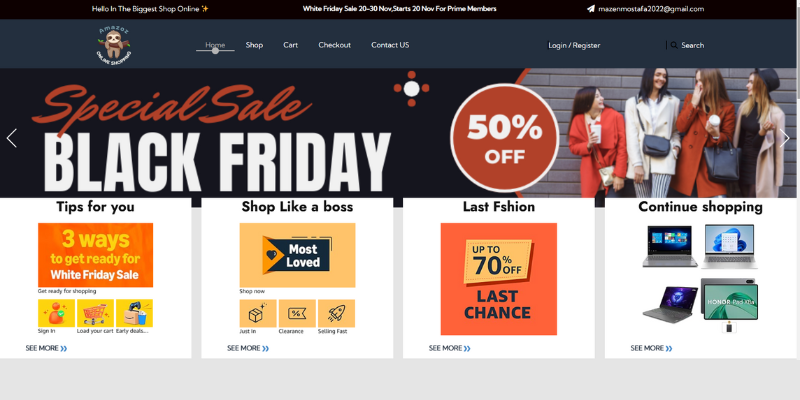 Hello In The Biggest Shop Online ✨
White Friday Sale 20-30 Nov,Starts 20 Nov For Prime Members
mazenmostafa2022@gmail.com
Amazoz
ONLINE SHOPPING
Home
Shop
Cart
Checkout
Contact US
Login / Register
Search
Special Sale
BLACK FRIDAY
50%
OFF
Tips for you
3 ways
to get ready for
White Friday Sale
Get ready for shopping
Sign In
Load your cart
Early deals...
SEE MORE
Shop Like a boss
Most
Loved
Shop now
Just In
Clearance
Selling Fast
SEE MORE
Last Fshion
UP TO
70% OFF
LAST
CHANCE
SEE MORE
Continue shopping
HONOR Pad X8a
SEE MORE